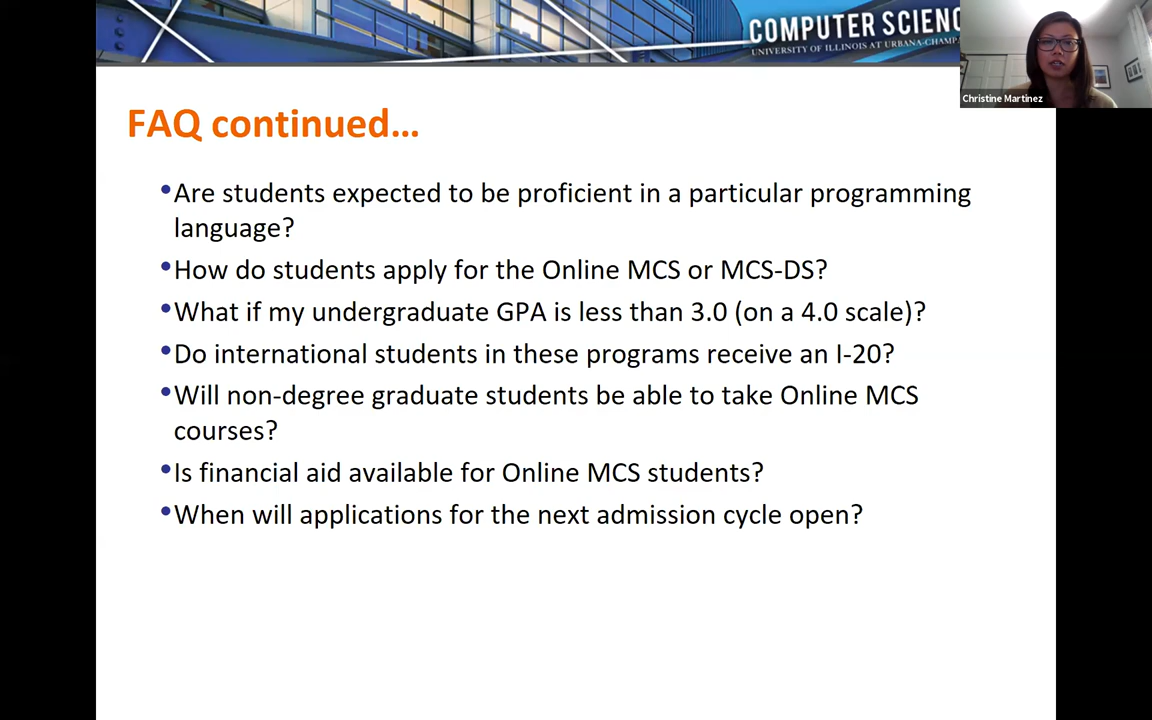 COMPUTER SCIENC
UNIVERSITY OF ILLINOIS AT URBANA-CHAMPA
Christine Martinez
FAQ continued...
•Are students expected to be proficient in a particular programming
language?
•How do students apply for the Online MCS or MCS-DS?
•What if my undergraduate GPA is less than 3.0 (on a 4.0 scale)?
•Do international students in these programs receive an I-20?
•Will non-degree graduate students be able to take Online MCS
courses?
•Is financial aid available for Online MCS students?
•When will applications for the next admission cycle open?